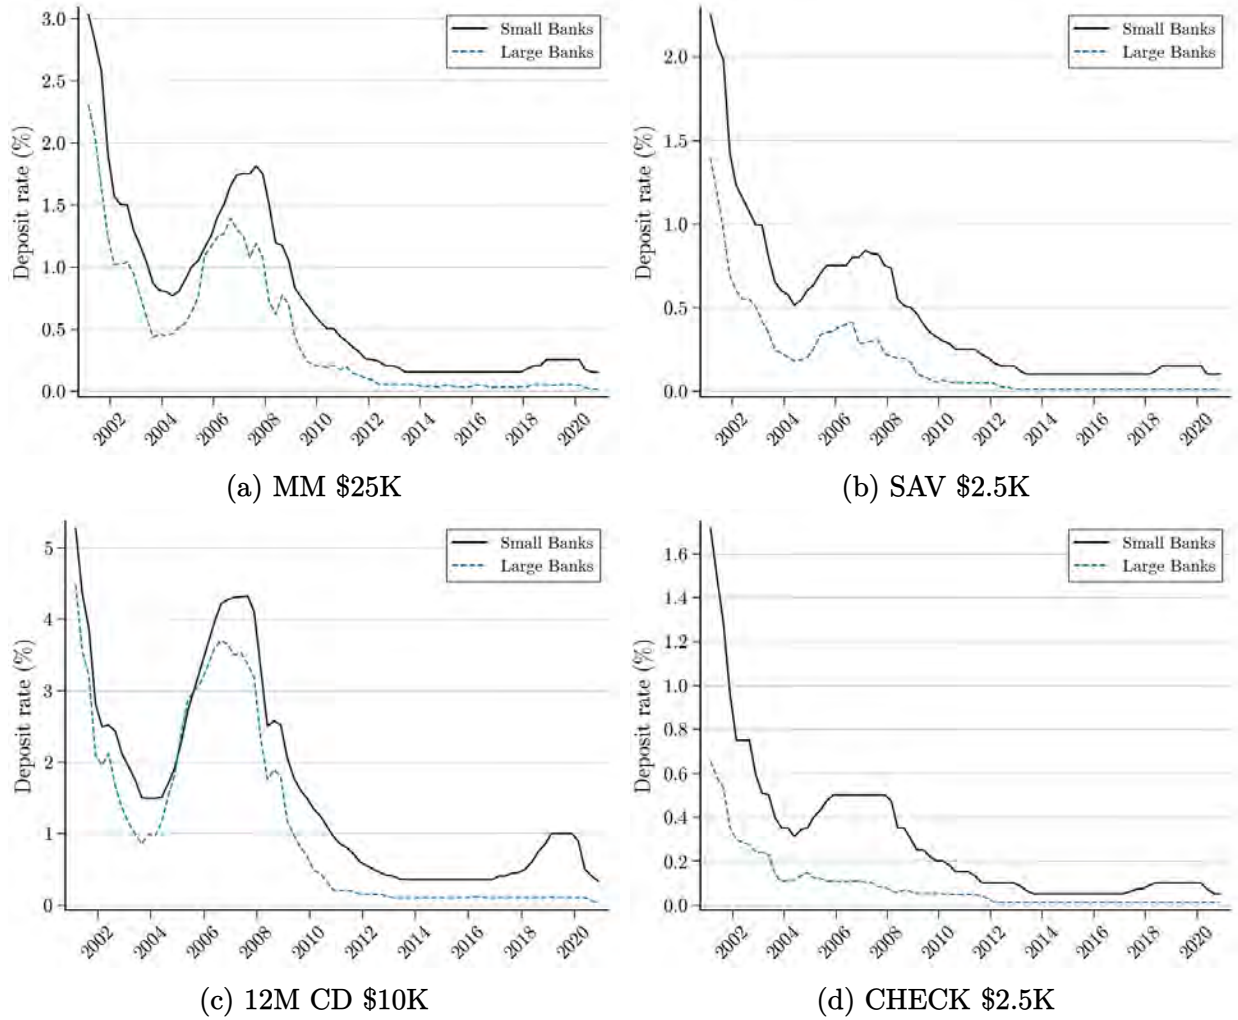 Deposit rate (%)
3.0
2.5
2.0
1.5
1.0
0.5
0.0
Small Banks
Large Banks
2002 2004 2006 2008 2010 2012 2014 2016 2018 2020
(a) MM $25K
Deposit rate (%)
2.0
1.5
1.0
0.5
0.0
Small Banks
Large Banks
2002 2004 2006 2008 2010 2012 2014 2016 2018 2020
(b) SAV $2.5K
Deposit rate (%)
5
4
3
2
1
0
Small Banks
Large Banks
2002 2004 2006 2008 2010 2012 2014 2016 2018 2020
(c) 12M CD $10K
Deposit rate (%)
1.6
1.4
1.2
1.0
0.8
0.6
0.4
0.2
0.0
Small Banks
Large Banks
2002 2004 2006 2008 2010 2012 2014 2016 2018 2020
(d) CHECK $2.5K